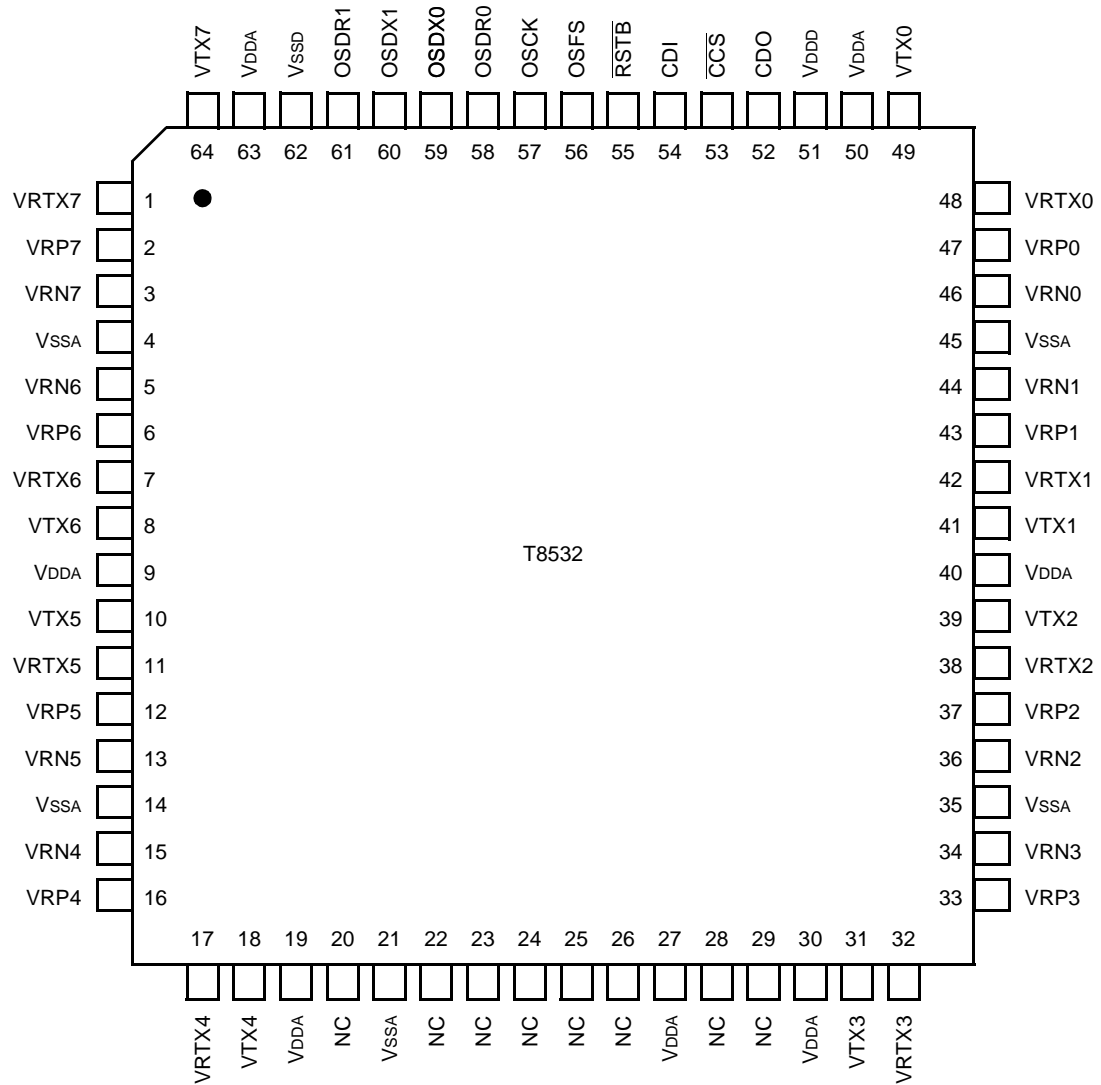 VTX7 VDDA VSSD OSDR1 OSDX1 OSDX0 OSDR0 OSCK OSFS RSTB CDI CCS CDO VDDD VDDA VTX0
64 63 62 61 60 59 58 57 56 55 54 53 52 51 50 49
VRTX7 1 48 VRTX0
VRP7 2 47 VRP0
VRN7 3 46 VRN0
VSSA 4 45 VSSA
VRN6 5 44 VRN1
VRP6 6 43 VRP1
VRTX6 7 42 VRTX1
VTX6 8 41 VTX1
T8532
VDDA 9 40 VDDA
VTX5 10 39 VTX2
VRTX5 11 38 VRTX2
VRP5 12 37 VRP2
VRN5 13 36 VRN2
VSSA 14 35 VSSA
VRN4 15 34 VRN3
VRP4 16 33 VRP3
17 18 19 20 21 22 23 24 25 26 27 28 29 30 31 32
VRTX4 VTX4 VDDA NC VSSA NC NC NC NC NC VDDA NC NC VDDA VTX3 VRTX3